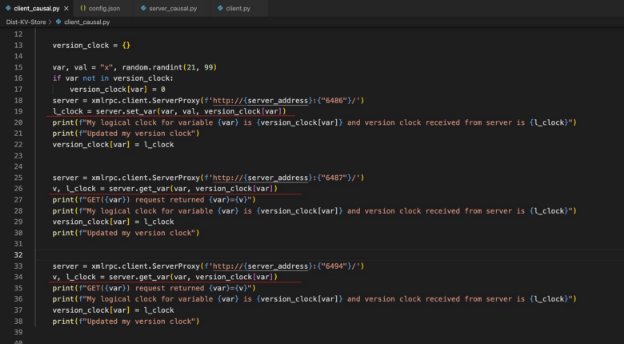 client_causal.py
config.json
server_causal.py
client.py
Dist-KV-Store > client_causal.py
12
13 version_clock = {}
14
15 var, val = "x", random.randint(21, 99)
16 if var not in version_clock:
17 version_clock[var] = 0
18 server = xmlrpc.client.ServerProxy(f'http://{server_address}:{"6486"}/')
19 l_clock = server.set_var(var, val, version_clock[var])
20 print(f"My logical clock for variable {var} is {version_clock[var]} and version clock received from server is {l_clock}")
21 print(f"Updated my version clock")
22 version_clock[var] = l_clock
23
24
25 server = xmlrpc.client.ServerProxy(f'http://{server_address}:{"6487"}/')
26 v, l_clock = server.get_var(var, version_clock[var])
27 print(f"GET({var}) request returned {var}={v}")
28 print(f"My logical clock for variable {var} is {version_clock[var]} and version clock received from server is {l_clock}")
29 version_clock[var] = l_clock
30 print(f"Updated my version clock")
31
32
33 server = xmlrpc.client.ServerProxy(f'http://{server_address}:{"6494"}/')
34 v, l_clock = server.get_var(var, version_clock[var])
35 print(f"GET({var}) request returned {var}={v}")
36 print(f"My logical clock for variable {var} is {version_clock[var]} and version clock received from server is {l_clock}")
37 version_clock[var] = l_clock
38 print(f"Updated my version clock")
39